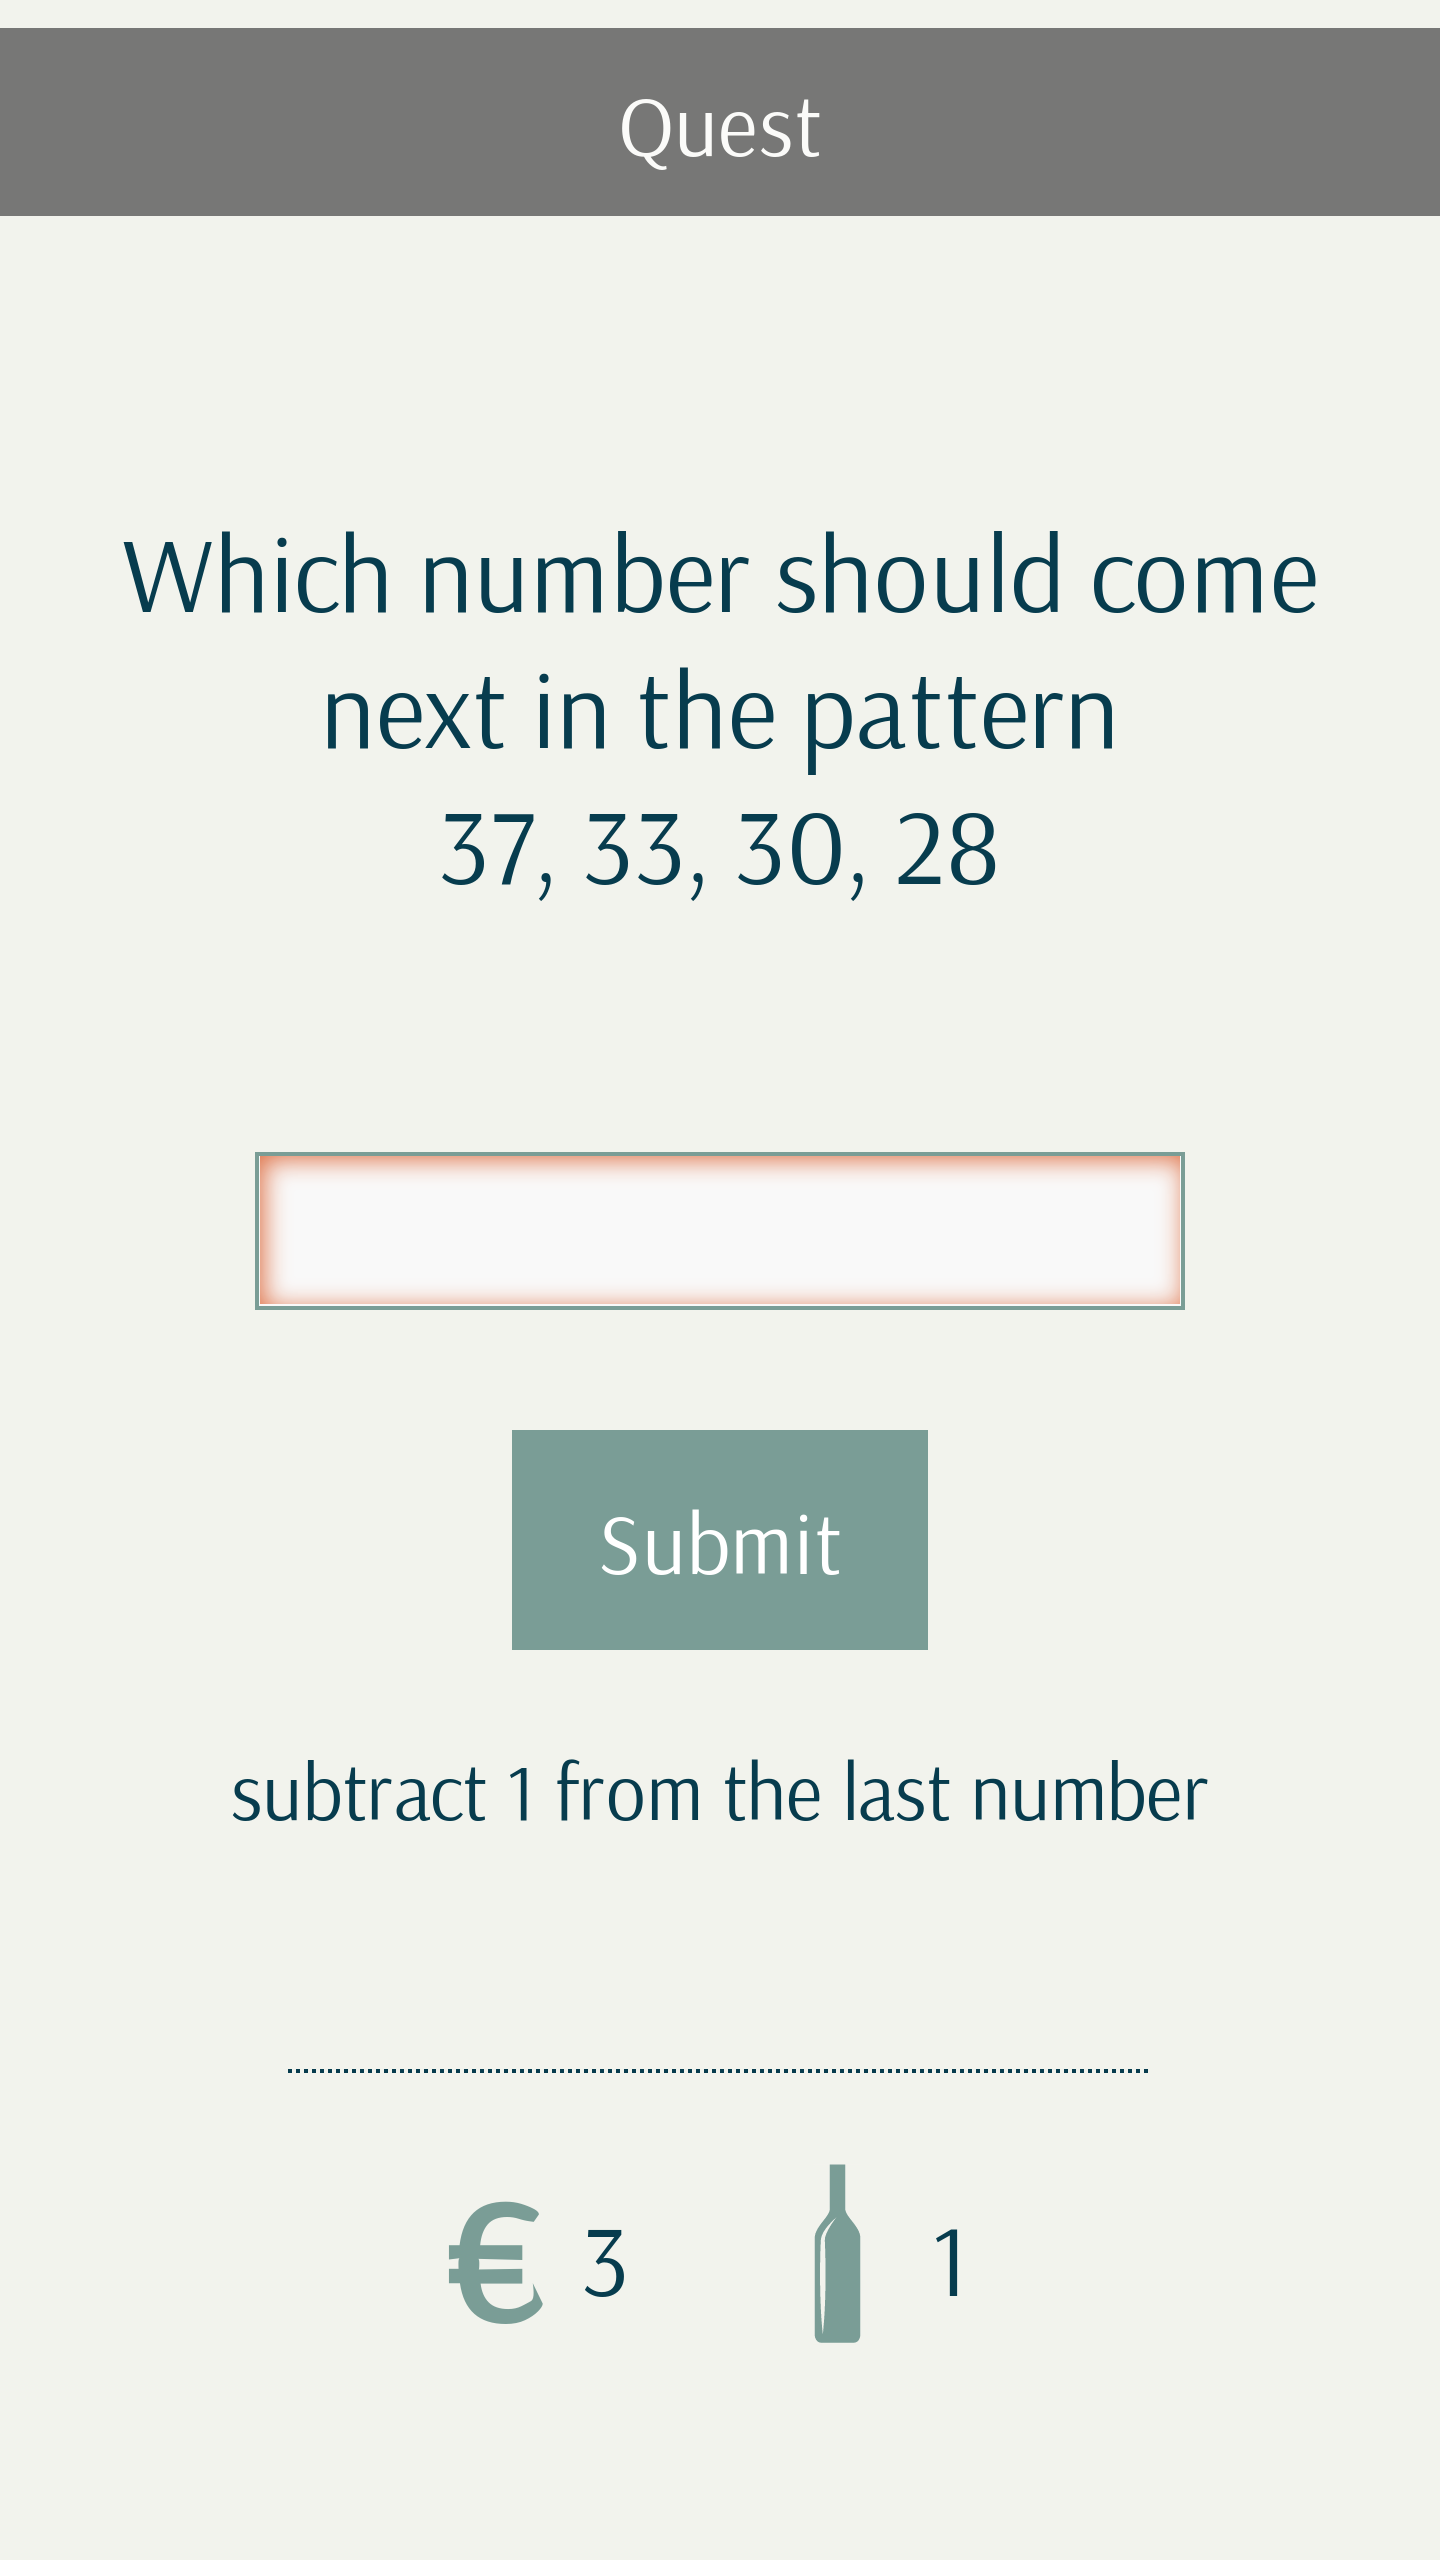 Quest
Which number should come
next in the pattern
37, 33, 30, 28
Submit
subtract 1 from the last number
€ 3 1